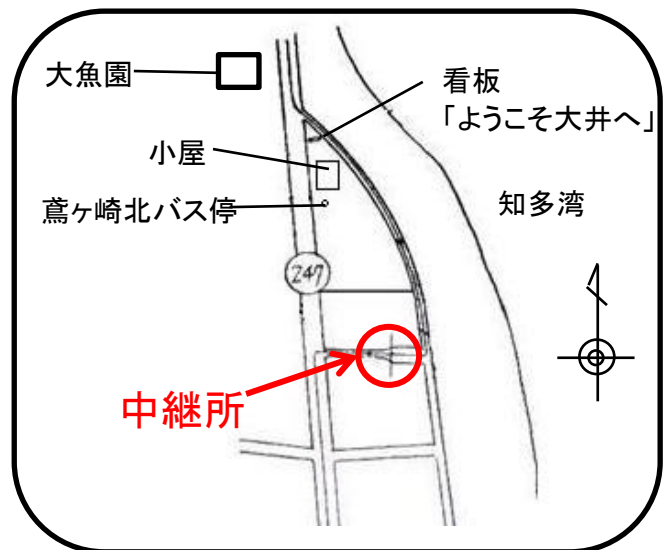 大魚園
看板
「ようこそ大井へ」
小屋
鳶ヶ崎北バス停
知多湾
247
中継所